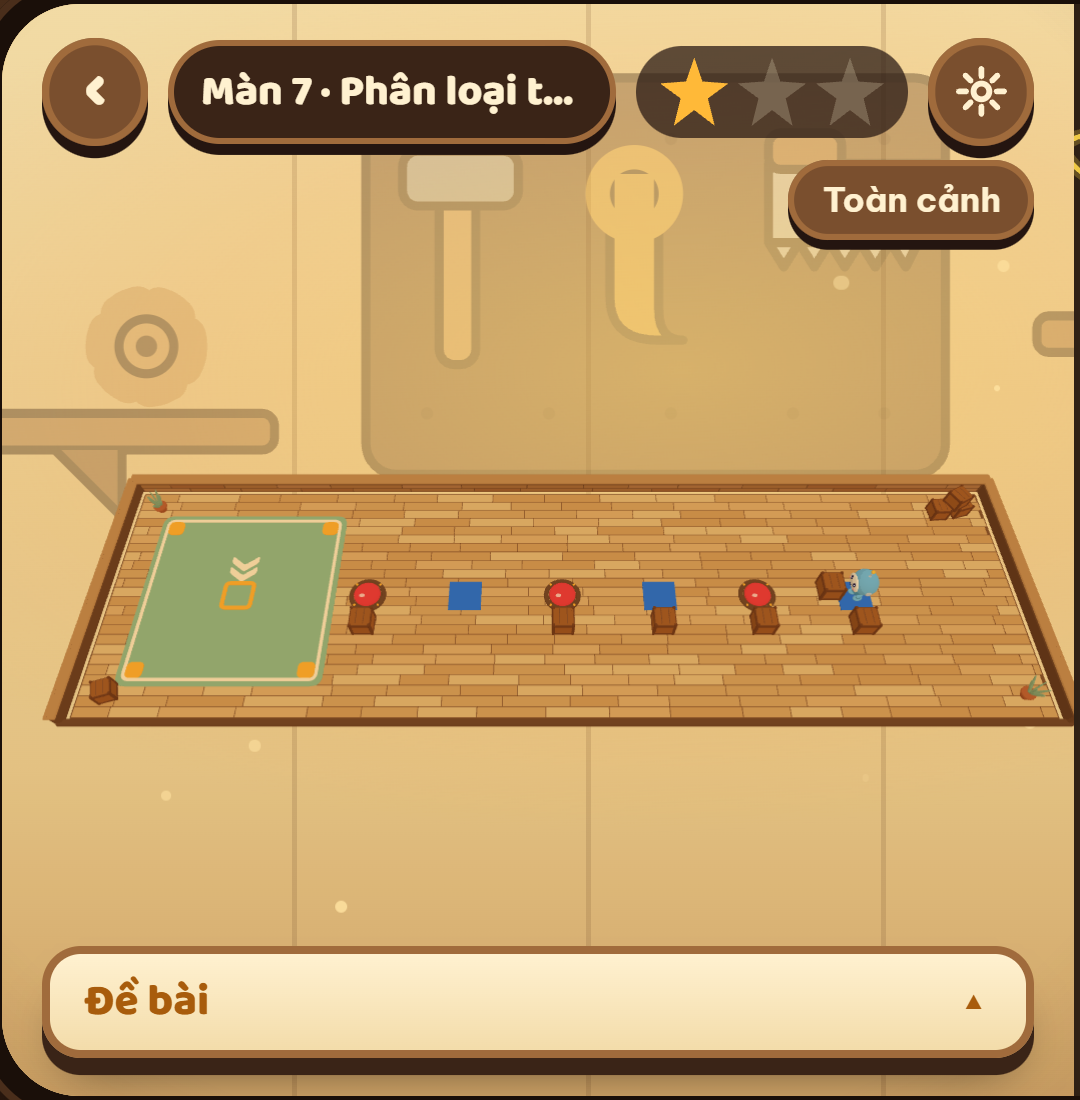 Màn 7 • Phân loại t...
Toàn cảnh
Đề bài